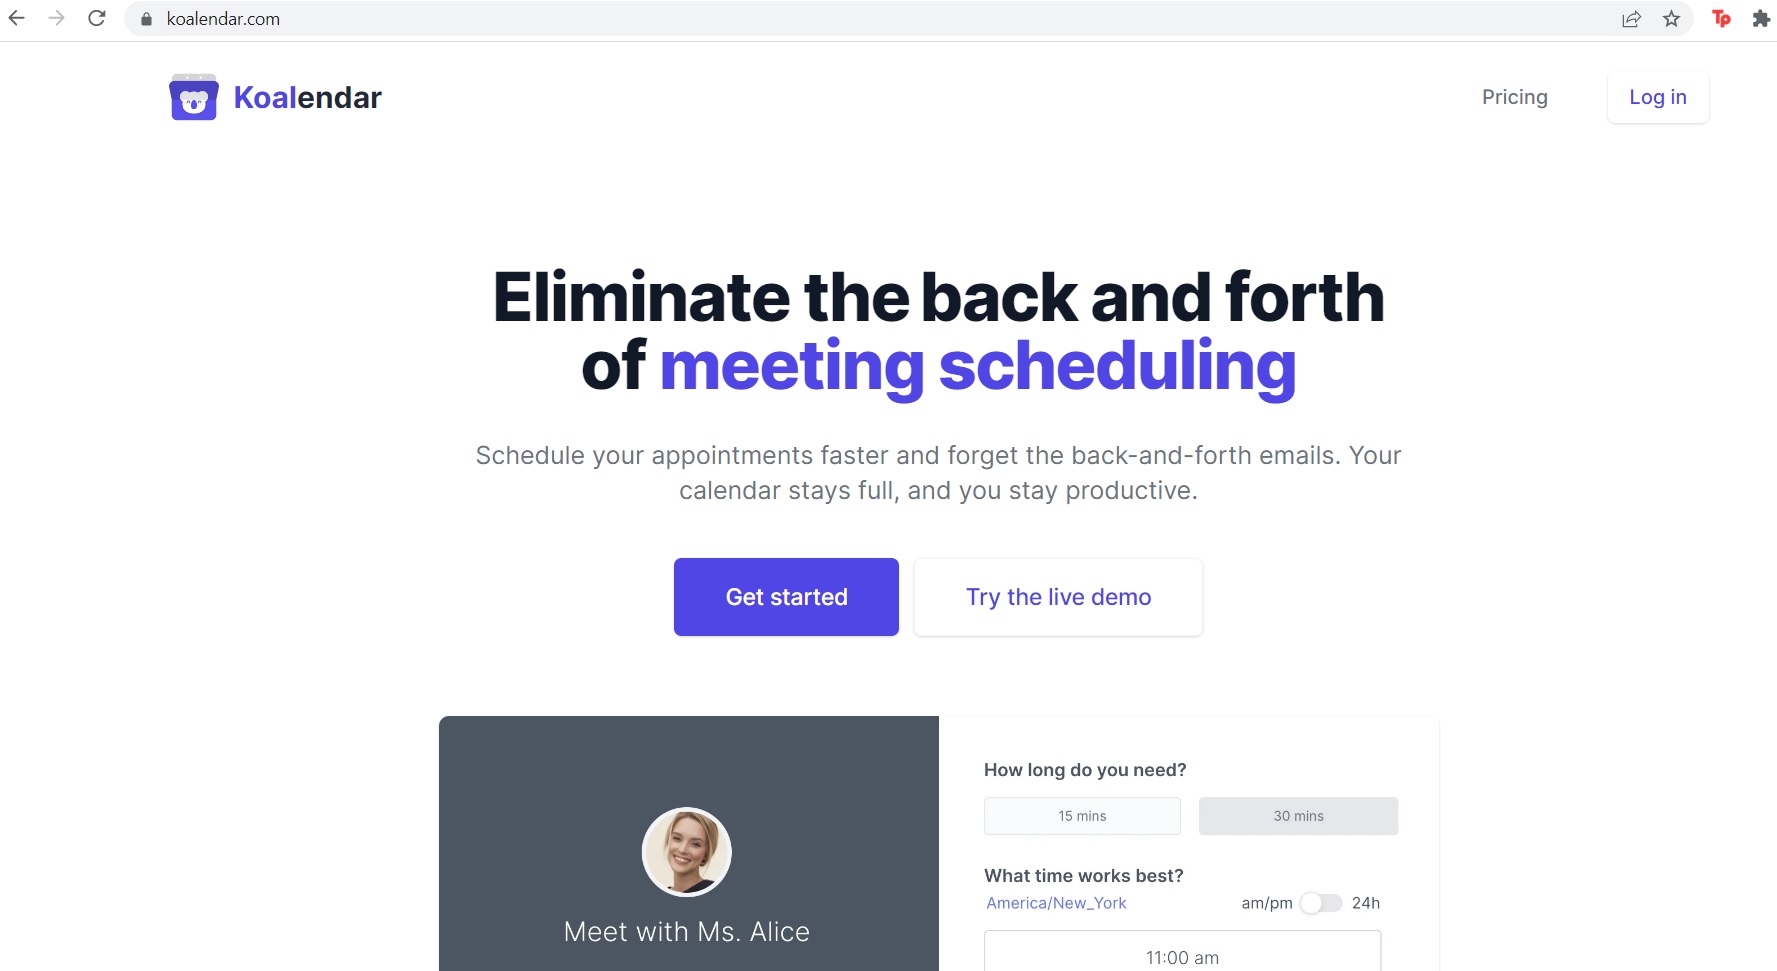 koalendar.com
Tp
Koalendar
Pricing
Log in
Eliminate the back and forth
of meeting scheduling
Schedule your appointments faster and forget the back-and-forth emails. Your
calendar stays full, and you stay productive.
Get started
Try the live demo
Meet with Ms. Alice
How long do you need?
15 mins
30 mins
What time works best?
America/New_York
am/pm
24h
11:00 am